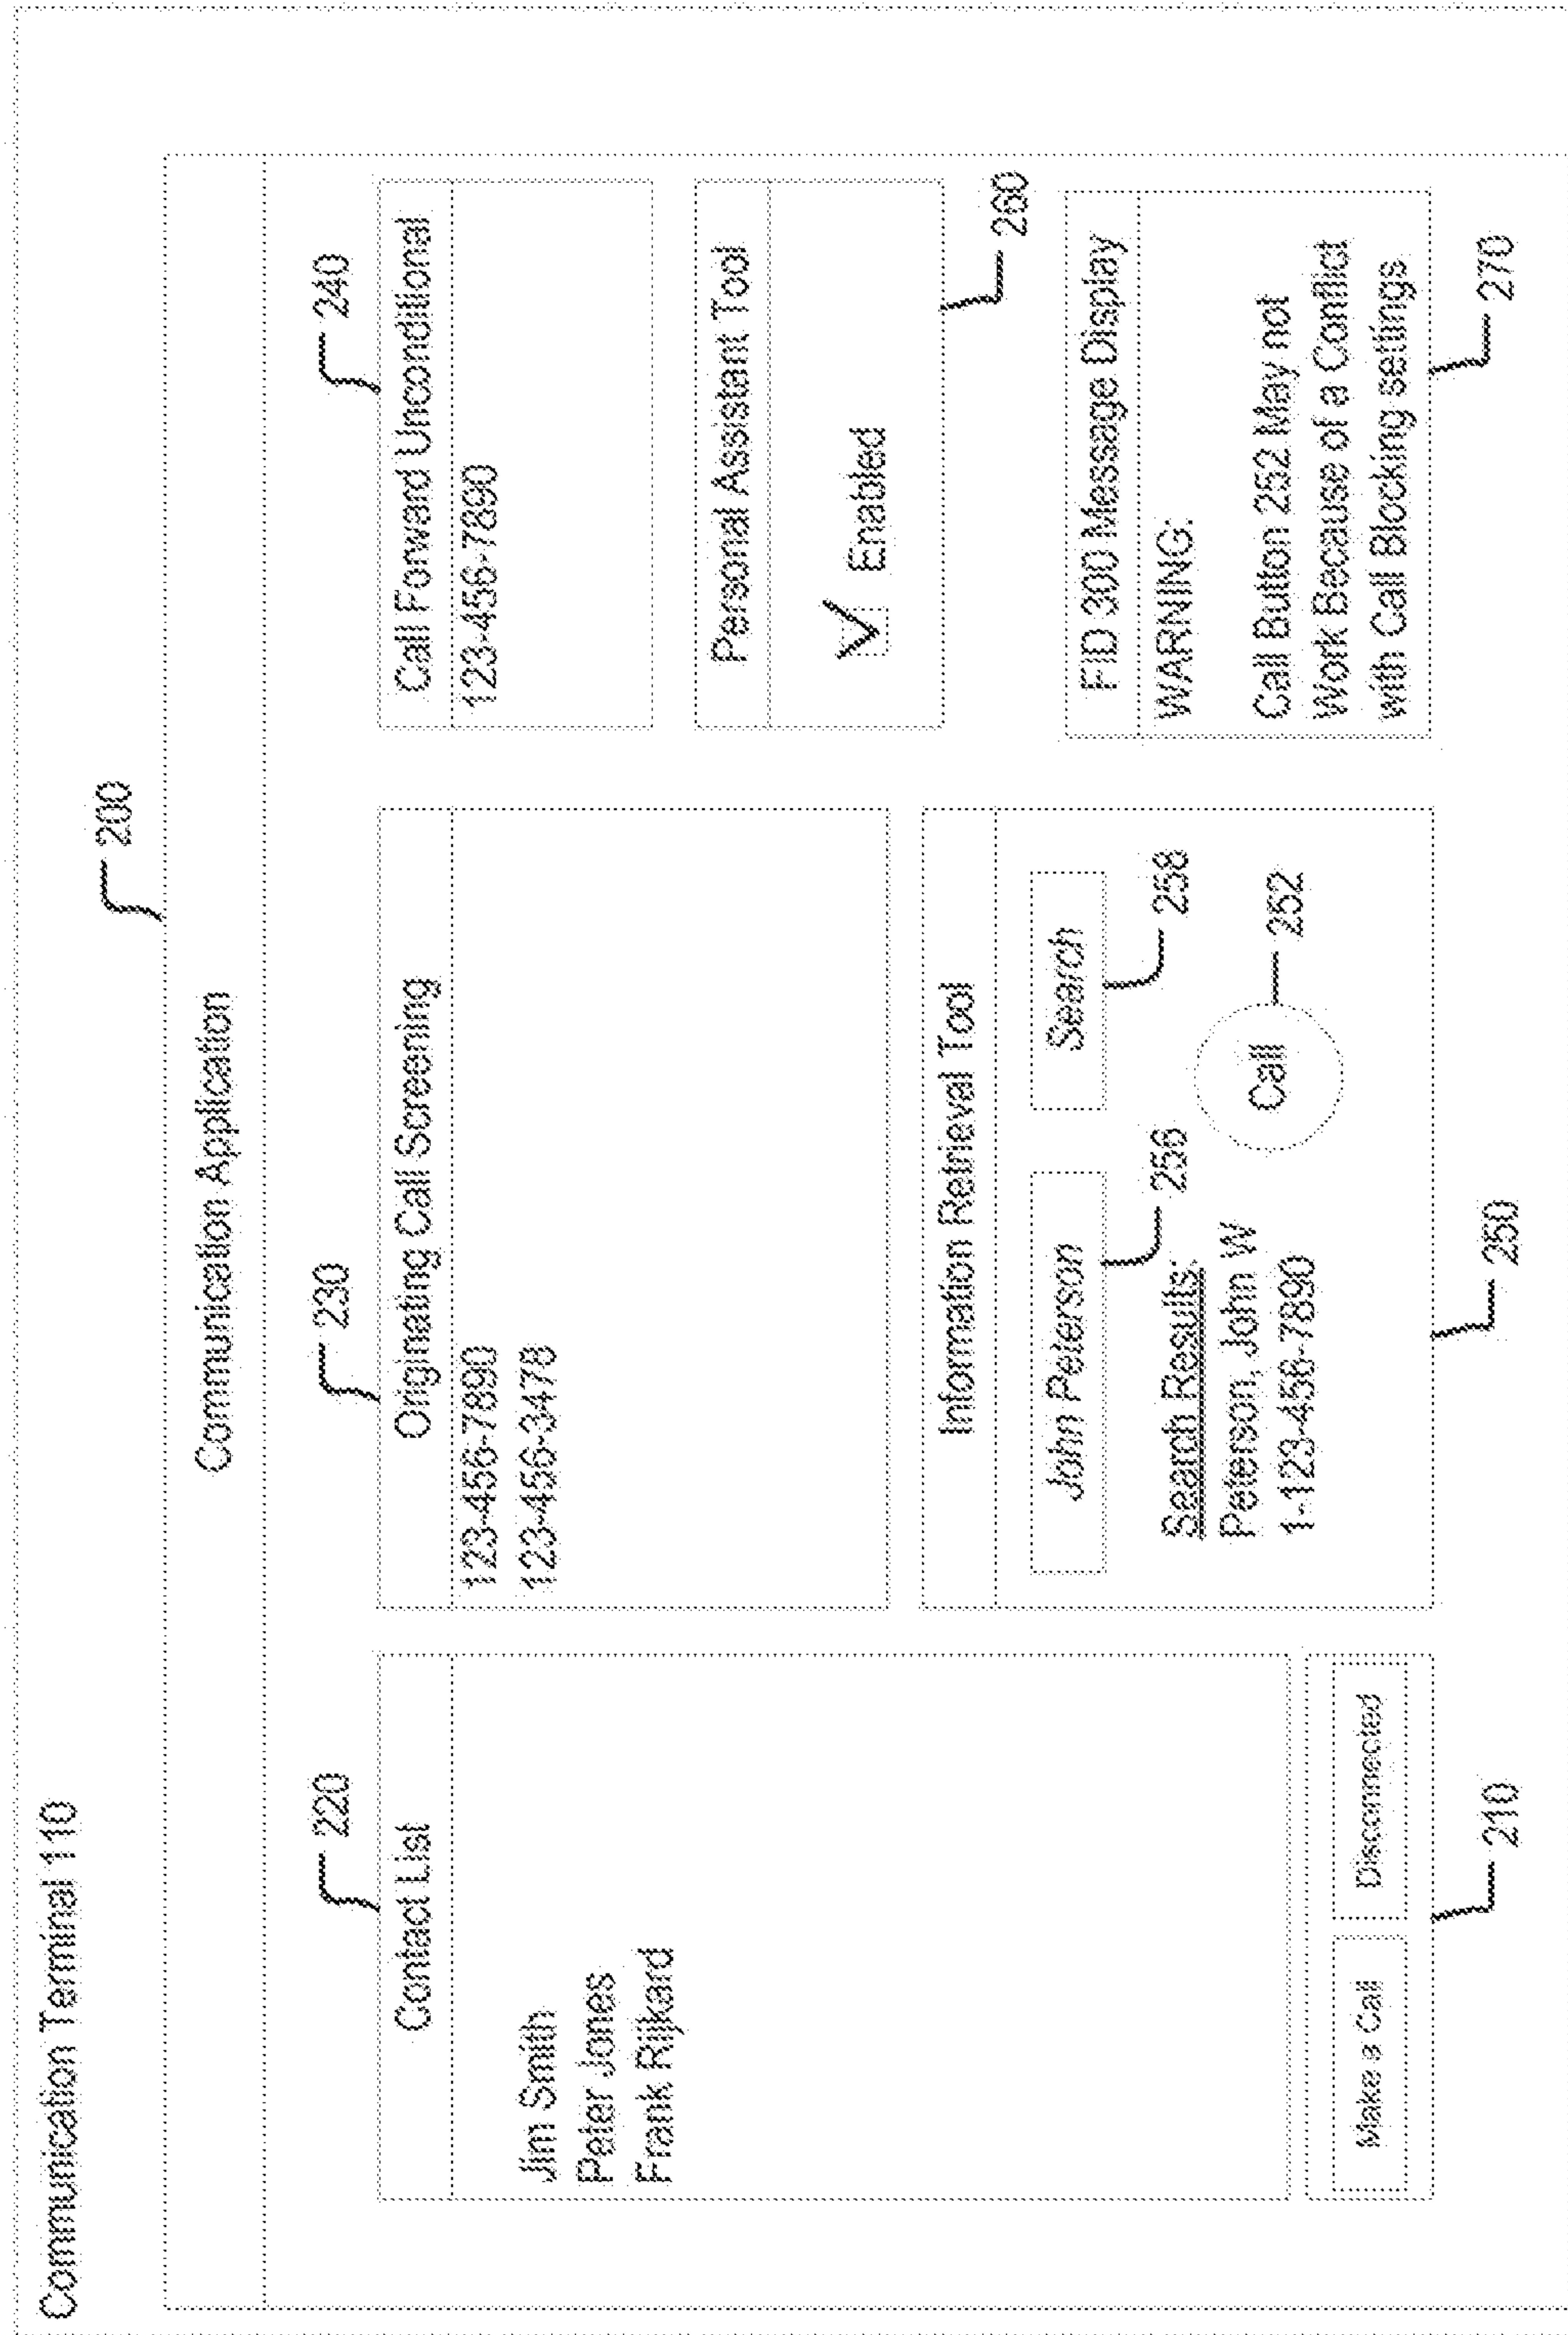 Communication Terminal 110
200
Communication Application
220
Contact List
Jim Smith
Peter Jones
Frank Rijkard
Make a Call
Disconnected
210
230
Originating Call Screening
123-456-7890
123-456-3478
Information Retrieval Tool
John Peterson
Search
256
258
Search Results:
Peterson, John W
1-123-456-7890
Call
252
250
240
Call Forward Unconditional
123-456-7890
Personal Assistant Tool
Enabled
260
FID 300 Message Display
WARNING:
Call Button 252 May not
Work Because of a Conflict
with Call Blocking settings
270